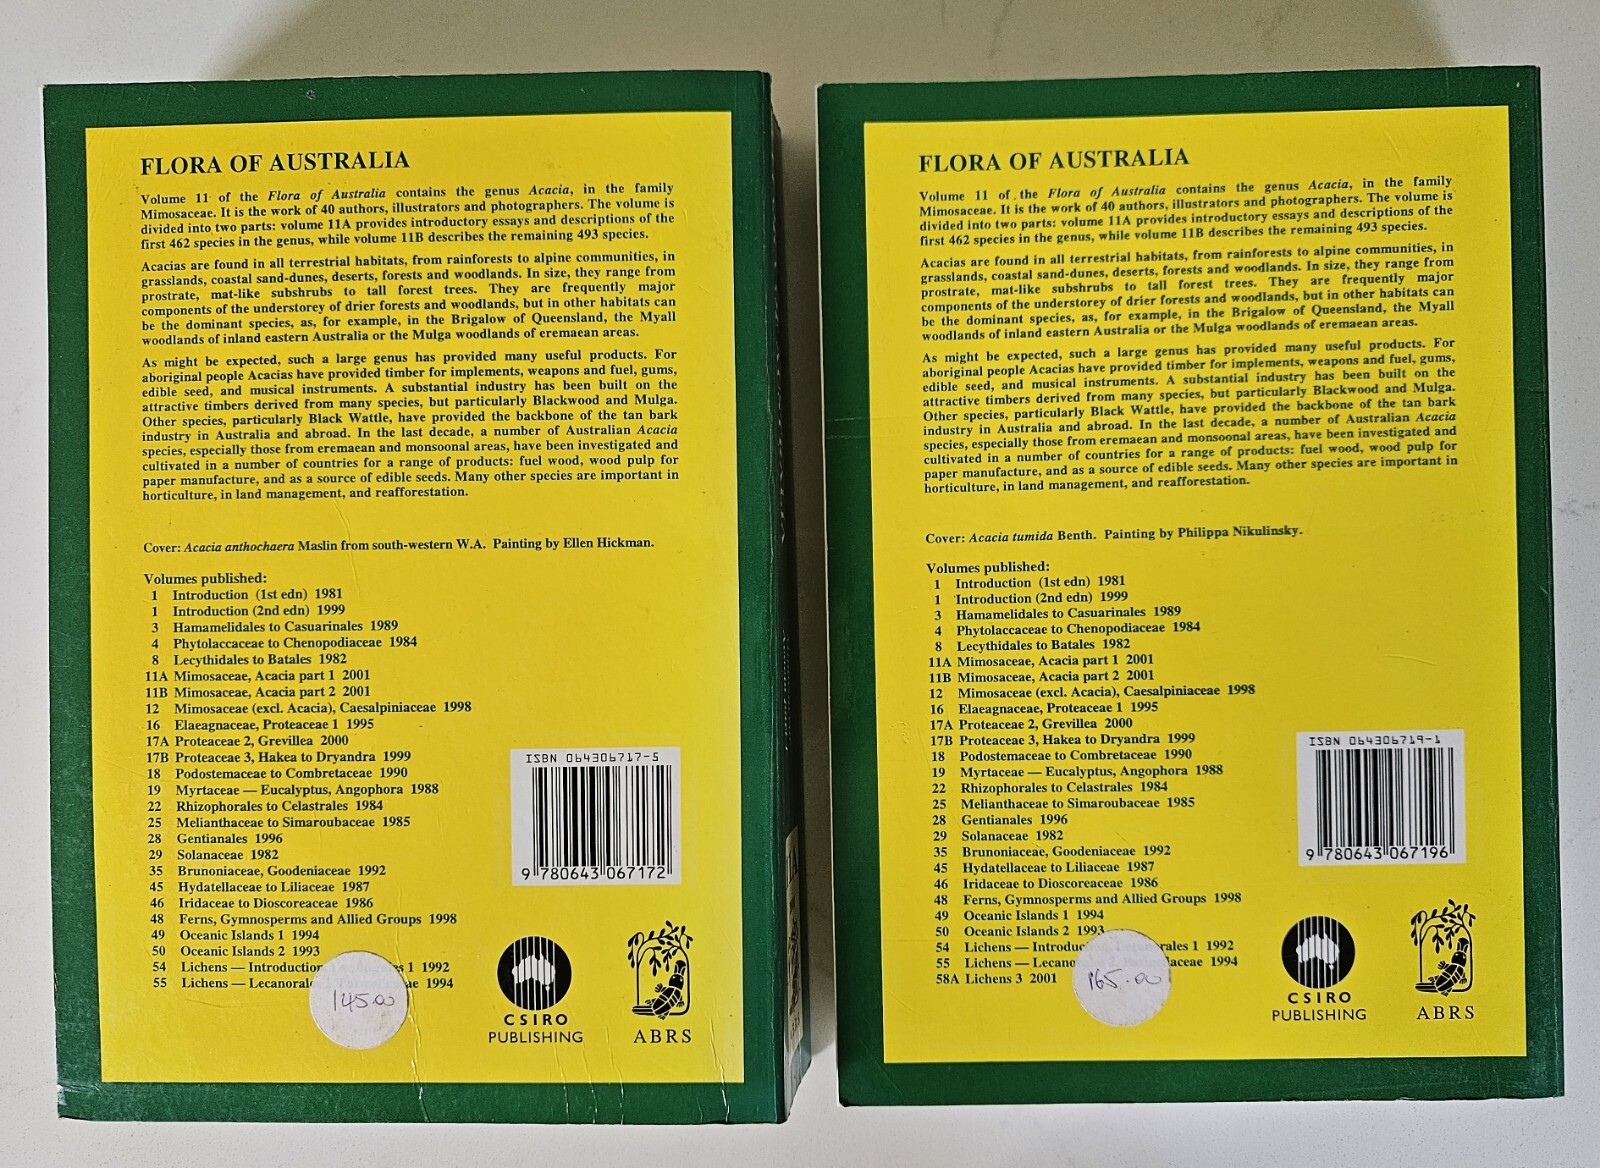 FLORA OF AUSTRALIA
Volume 11 of the Flora of Australia contains the genus Acacia, in the family
Mimosaceae. It is the work of 40 authors, illustrators and photographers. The volume is
divided into two parts: volume 11A provides introductory essays and descriptions of the
first 462 species in the genus, while volume 11B describes the remaining 493 species.
Acacias are found in all terrestrial habitats, from rainforests to alpine communities, in
grasslands, coastal sand-dunes, deserts, forests and woodlands. In size, they range from
prostrate, mat-like subshrubs to tall forest trees. They are frequently major
components of the understorey of drier forests and woodlands, but in other habitats can
be the dominant species, as, for example, in the Brigalow of Queensland, the Myall
woodlands of inland eastern Australia or the Mulga woodlands of eremaean areas.
As might be expected, such a large genus has provided many useful products. For
aboriginal people Acacias have provided timber for implements, weapons and fuel, gums,
edible seed, and musical instruments. A substantial industry has been built on the
attractive timbers derived from many species, but particularly Blackwood and Mulga.
Other species, particularly Black Wattle, have provided the backbone of the tan bark
industry in Australia and abroad. In the last decade, a number of Australian Acacia
species, especially those from eremaean and monsoonal areas, have been investigated and
cultivated in a number of countries for a range of products: fuel wood, wood pulp for
paper manufacture, and as a source of edible seeds. Many other species are important in
horticulture, in land management, and reafforestation.
Cover: Acacia anthochaera Maslin from south-western W.A. Painting by Ellen Hickman.
Volumes published:
1 Introduction (1st edn) 1981
1 Introduction (2nd edn) 1999
3 Hamamelidales to Casuarinales 1989
4 Phytolaccaceae to Chenopodiaceae 1984
8 Lecythidales to Batales 1982
11A Mimosaceae, Acacia part 1 2001
11B Mimosaceae, Acacia part 2 2001
12 Mimosaceae (excl. Acacia), Caesalpiniaceae 1998
16 Elaeagnaceae, Proteaceae 1 1995
17A Proteaceae 2, Grevillea 2000
17B Proteaceae 3, Hakea to Dryandra 1999
18 Podostemaceae to Combretaceae 1990
19 Myrtaceae — Eucalyptus, Angophora 1988
22 Rhizophorales to Celastrales 1984
25 Melianthaceae to Simaroubaceae 1985
28 Gentianales 1996
29 Solanaceae 1982
35 Brunoniaceae, Goodeniaceae 1992
45 Hydatellaceae to Liliaceae 1987
46 Iridaceae to Dioscoreaceae 1986
48 Ferns, Gymnosperms and Allied Groups 1998
49 Oceanic Islands 1 1994
50 Oceanic Islands 2 1993
54 Lichens — Introduction 1 1992
55 Lichens — 1994
145.00
ISBN 064306717-5
9 780643 067172
CSIRO
PUBLISHING
ABRS
FLORA OF AUSTRALIA
Volume 11 of the Flora of Australia contains the genus Acacia, in the family
Mimosaceae. It is the work of 40 authors, illustrators and photographers. The volume is
divided into two parts: volume 11A provides introductory essays and descriptions of the
first 462 species in the genus, while volume 11B describes the remaining 493 species.
Acacias are found in all terrestrial habitats, from rainforests to alpine communities, in
grasslands, coastal sand-dunes, deserts, forests and woodlands. In size, they range from
prostrate, mat-like subshrubs to tall forest trees. They are frequently major
components of the understorey of drier forests and woodlands, but in other habitats can
be the dominant species, as, for example, in the Brigalow of Queensland, the Myall
woodlands of inland eastern Australia or the Mulga woodlands of eremaean areas.
As might be expected, such a large genus has provided many useful products. For
aboriginal people Acacias have provided timber for implements, weapons and fuel, gums,
edible seed, and musical instruments. A substantial industry has been built on the
attractive timbers derived from many species, but particularly Blackwood and Mulga.
Other species, particularly Black Wattle, have provided the backbone of the tan bark
industry in Australia and abroad. In the last decade, a number of Australian Acacia
species, especially those from eremaean and monsoonal areas, have been investigated and
cultivated in a number of countries for a range of products: fuel wood, wood pulp for
paper manufacture, and as a source of edible seeds. Many other species are important in
horticulture, in land management, and reafforestation.
Cover: Acacia tumida Benth. Painting by Philippa Nikulinsky.
Volumes published:
1 Introduction (1st edn) 1981
1 Introduction (2nd edn) 1999
3 Hamamelidales to Casuarinales 1989
4 Phytolaccaceae to Chenopodiaceae 1984
8 Lecythidales to Batales 1982
11A Mimosaceae, Acacia part 1 2001
11B Mimosaceae, Acacia part 2 2001
12 Mimosaceae (excl. Acacia), Caesalpiniaceae 1998
16 Elaeagnaceae, Proteaceae 1 1995
17A Proteaceae 2, Grevillea 2000
17B Proteaceae 3, Hakea to Dryandra 1999
18 Podostemaceae to Combretaceae 1990
19 Myrtaceae — Eucalyptus, Angophora 1988
22 Rhizophorales to Celastrales 1984
25 Melianthaceae to Simaroubaceae 1985
28 Gentianales 1996
29 Solanaceae 1982
35 Brunoniaceae, Goodeniaceae 1992
45 Hydatellaceae to Liliaceae 1987
46 Iridaceae to Dioscoreaceae 1986
48 Ferns, Gymnosperms and Allied Groups 1998
49 Oceanic Islands 1 1994
50 Oceanic Islands 2 1993
54 Lichens — 1 1992
55 Lichens — 1994
58A Lichens 3 2001
165.00
ISBN 064306719-1
9 780643 067196
CSIRO
PUBLISHING
ABRS